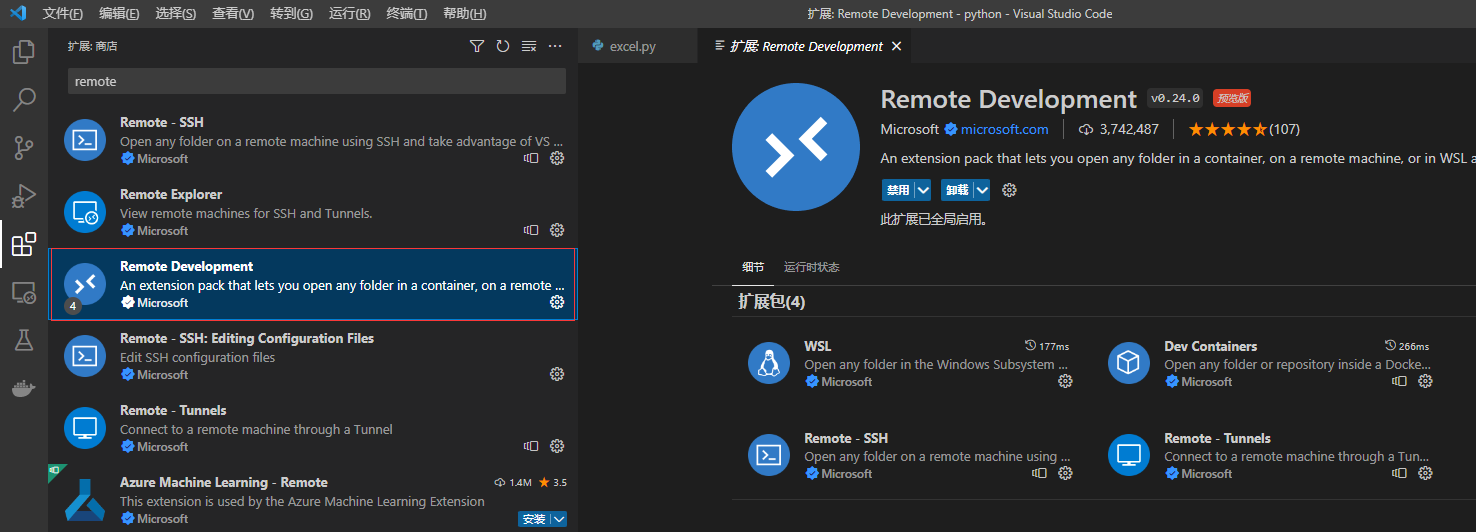 文件(F) 编辑(E) 选择(S) 查看(V) 转到(G) 运行(R) 终端(T) 帮助(H) 扩展: Remote Development - python - Visual Studio Code
扩展: 商店
remote
Remote - SSH
Open any folder on a remote machine using SSH and take advantage of VS ...
Microsoft
Remote Explorer
View remote machines for SSH and Tunnels.
Microsoft
Remote Development
An extension pack that lets you open any folder in a container, on a remote ...
4
Microsoft
Remote - SSH: Editing Configuration Files
Edit SSH configuration files
Microsoft
Remote - Tunnels
Connect to a remote machine through a Tunnel
Microsoft
Azure Machine Learning - Remote 1.4M 3.5
This extension is used by the Azure Machine Learning Extension
Microsoft 安装
excel.py 扩展: Remote Development
Remote Development v0.24.0 预览版
Microsoft microsoft.com 3,742,487 (107)
An extension pack that lets you open any folder in a container, on a remote machine, or in WSL a
禁用 卸载
此扩展已全局启用。
细节 运行时状态
扩展包(4)
WSL 177ms
Open any folder in the Windows Subsystem ...
Microsoft
Dev Containers 266ms
Open any folder or repository inside a Docke...
Microsoft
Remote - SSH
Open any folder on a remote machine using ...
Microsoft
Remote - Tunnels
Connect to a remote machine through a Tun...
Microsoft